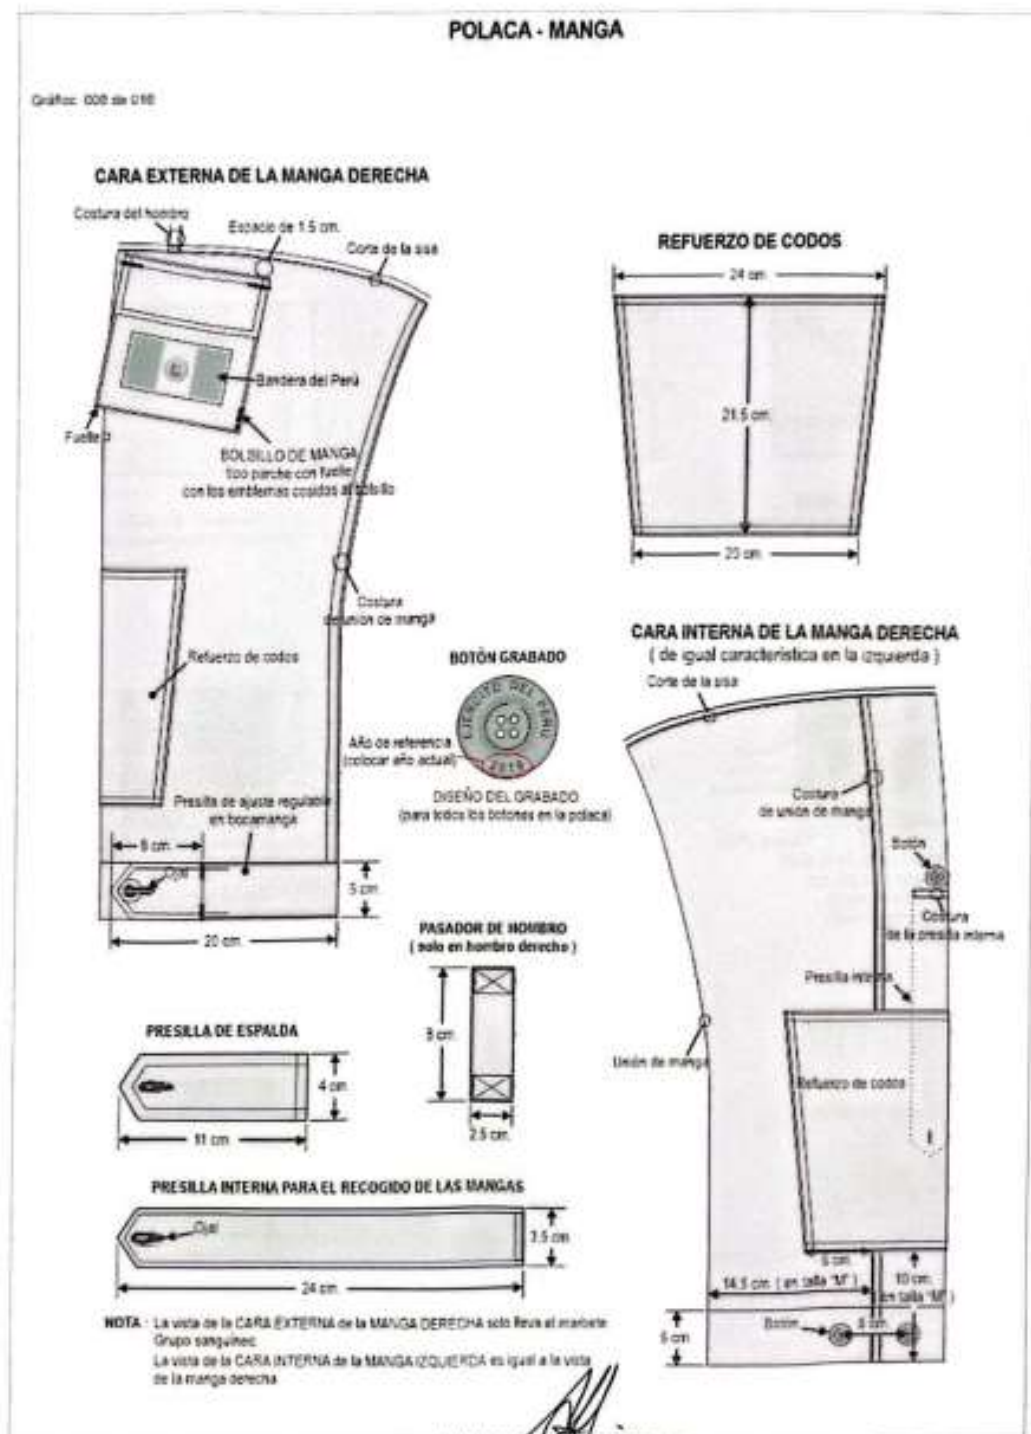 POLACA - MANGA
Gráfico: 008 de 016
CARA EXTERNA DE LA MANGA DERECHA
Costura del hombro
Espacio de 1.5 cm.
Corte de la sisa
Bandera del Perú
Fuelle
BOLSILLO DE MANGA
tipo parche con fuelle
con los emblemas cosidos al bolsillo
Costura
de unión de manga
Refuerzo de codos
Presilla de ajuste regulable
en bocamanga
Ojal
5 cm
20 cm
REFUERZO DE CODOS
24 cm
21.5 cm.
20 cm
BOTÓN GRABADO
EJERCITO DEL PERU
Año de referencia
(colocar año actual)
DISEÑO DEL GRABADO
(para todos los botones en la polaca)
CARA INTERNA DE LA MANGA DERECHA
( de igual característica en la izquierda )
Corte de la sisa
Costura
de unión de manga
Botón
Costura
de la presilla interna
Presilla interna
Unión de manga
Refuerzo de codos
14.5 cm ( en talla "M" )
10 cm
(en talla "M" )
Botón
PASADOR DE HOMBRO
( solo en hombro derecho )
8 cm
2.5 cm.
PRESILLA DE ESPALDA
4 cm
11 cm
PRESILLA INTERNA PARA EL RECOGIDO DE LAS MANGAS
Ojal
3.5 cm
24 cm
NOTA : La vista de la CARA EXTERNA de la MANGA DERECHA solo lleva el marbete
Grupo sanguíneo
La vista de la CARA INTERNA de la MANGA IZQUIERDA es igual a la vista
de la manga derecha